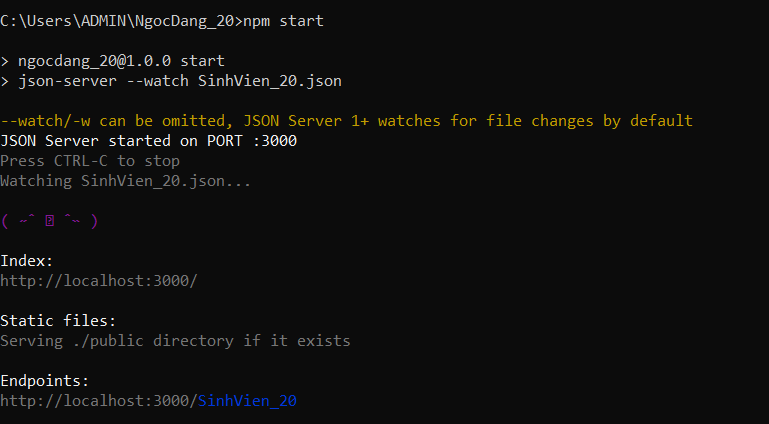 C:\Users\ADMIN\NgocDang_20>npm start
> ngocdang_20@1.0.0 start
> json-server --watch SinhVien_20.json
--watch/-w can be omitted, JSON Server 1+ watches for file changes by default
JSON Server started on PORT :3000
Press CTRL-C to stop
Watching SinhVien_20.json...
( ˶ˆ ⍰ ˆ˵ )
Index:
http://localhost:3000/
Static files:
Serving ./public directory if it exists
Endpoints:
http://localhost:3000/SinhVien_20